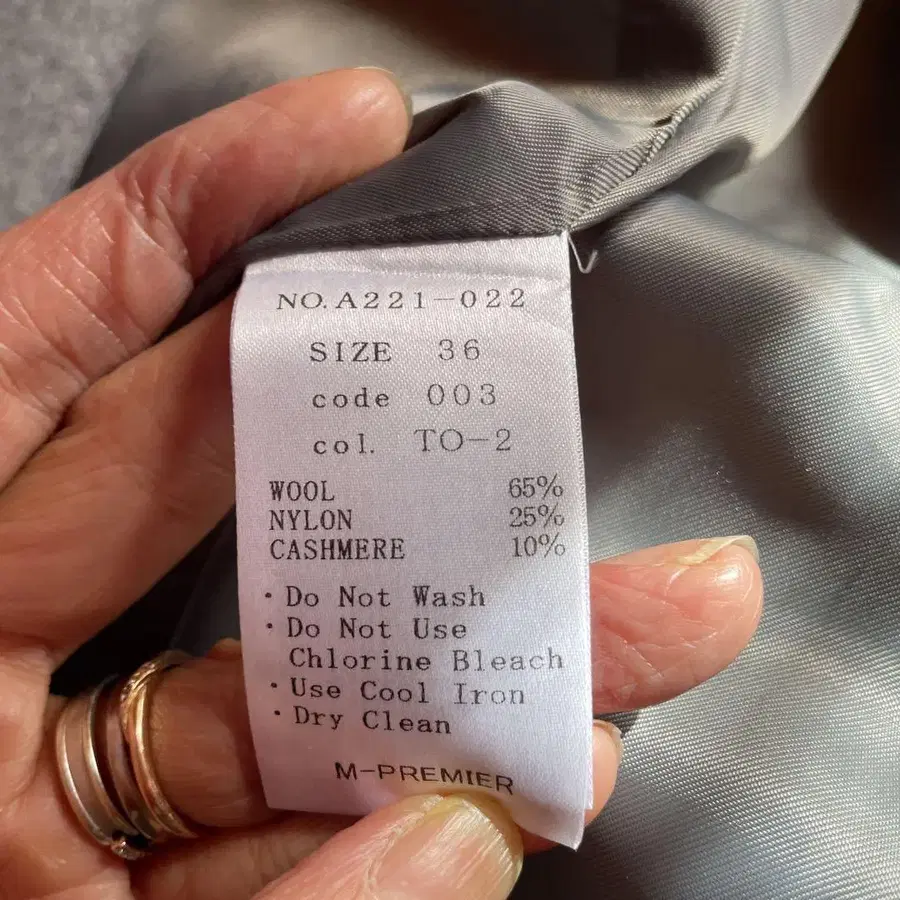 NO. A221-022
SIZE 36
code 003
col. TO-2
WOOL 65%
NYLON 25%
CASHMERE 10%
・Do Not Wash
・Do Not Use
Chlorine Bleach
・Use Cool Iron
・Dry Clean
M-PREMIER